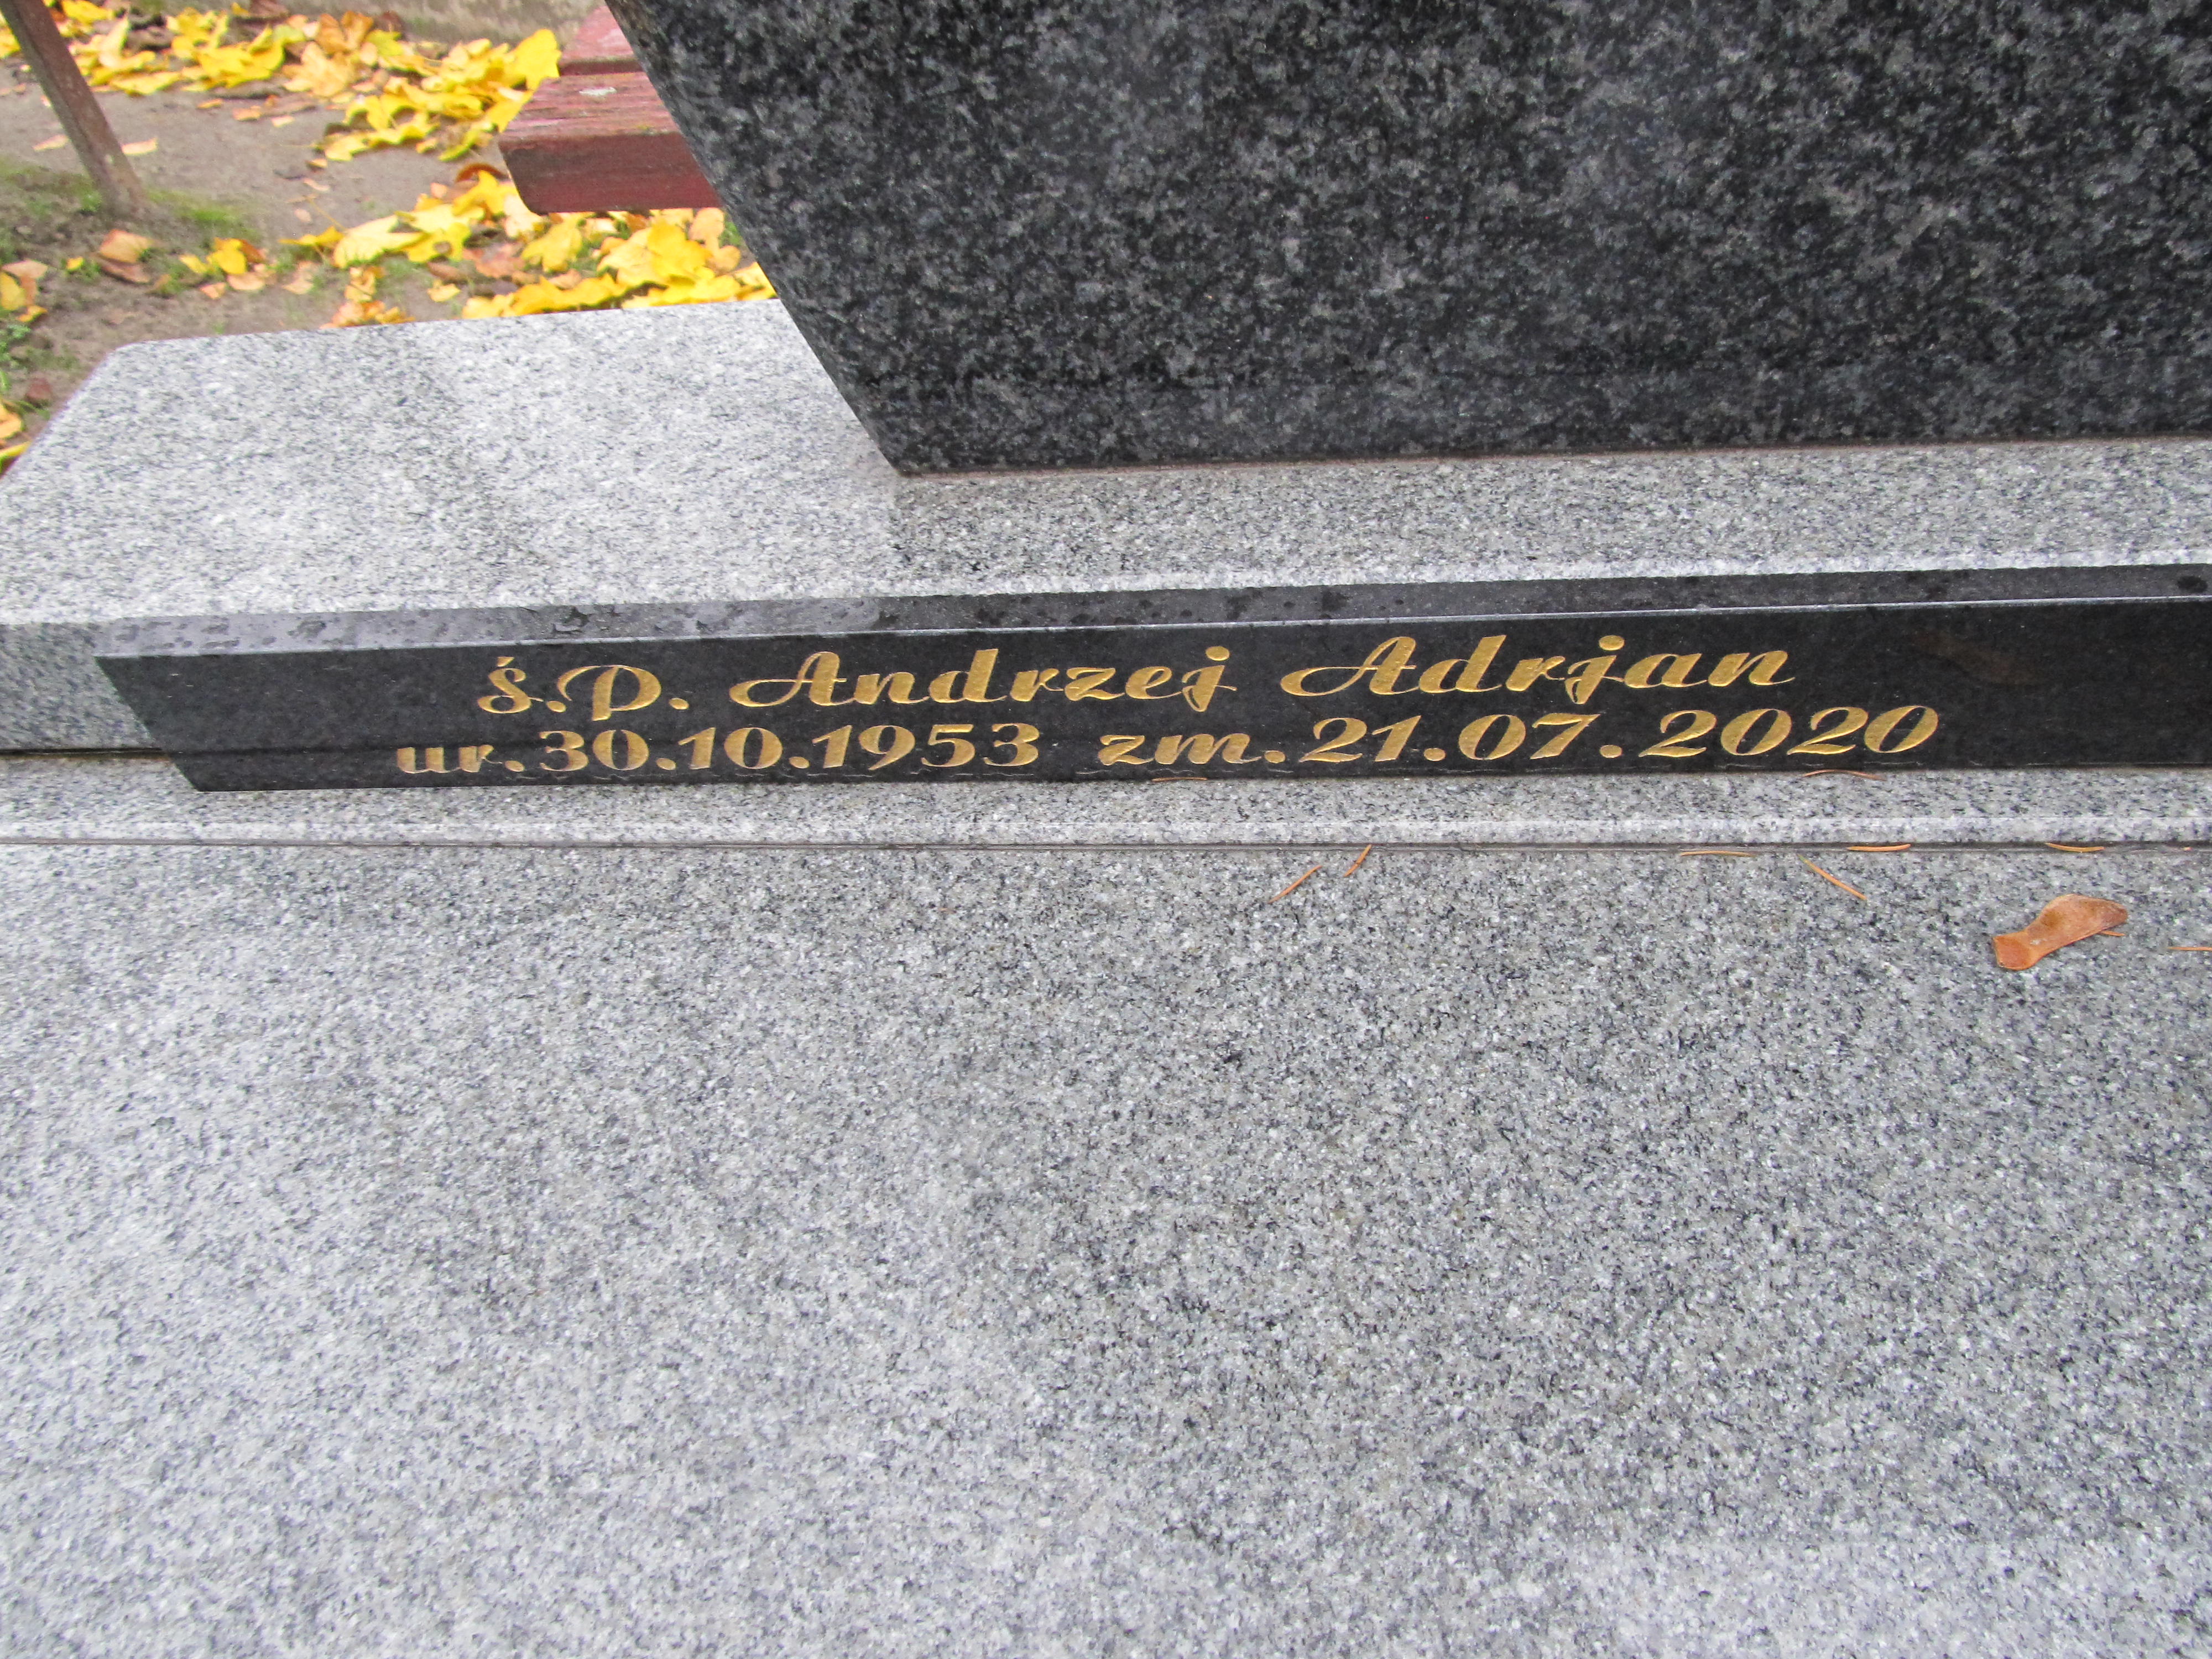 ś.p. Andrzej Adrjan
ur. 30.10.1953 zm. 21.07.2020